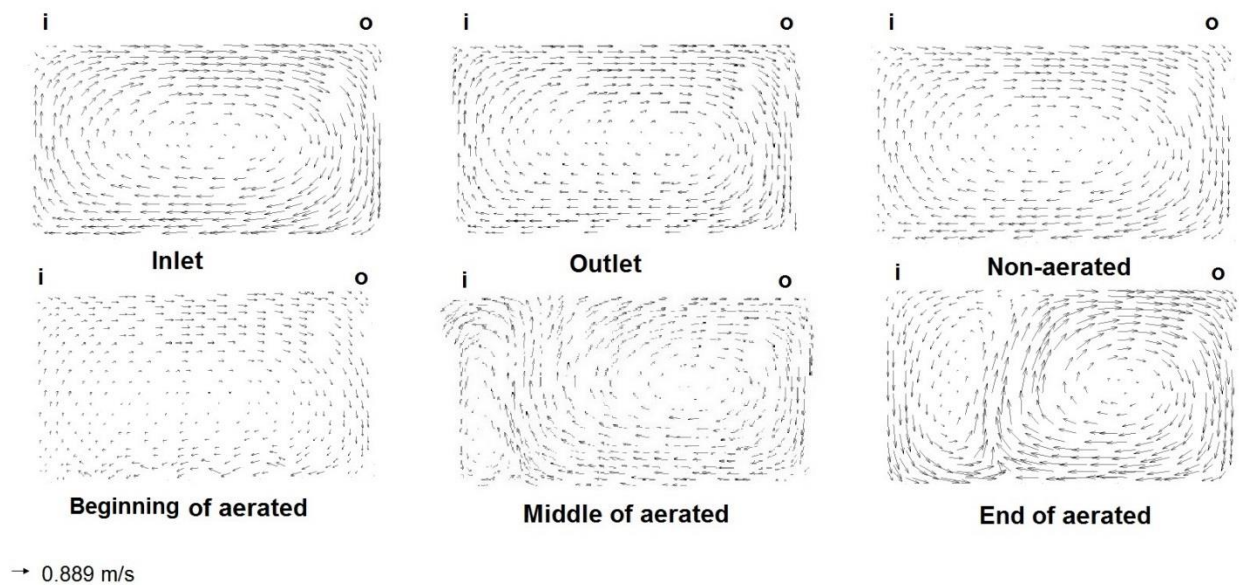 i o i o i o
Inlet Outlet Non-aerated
i o i o i o
Beginning of aerated Middle of aerated End of aerated
0.889 m/s